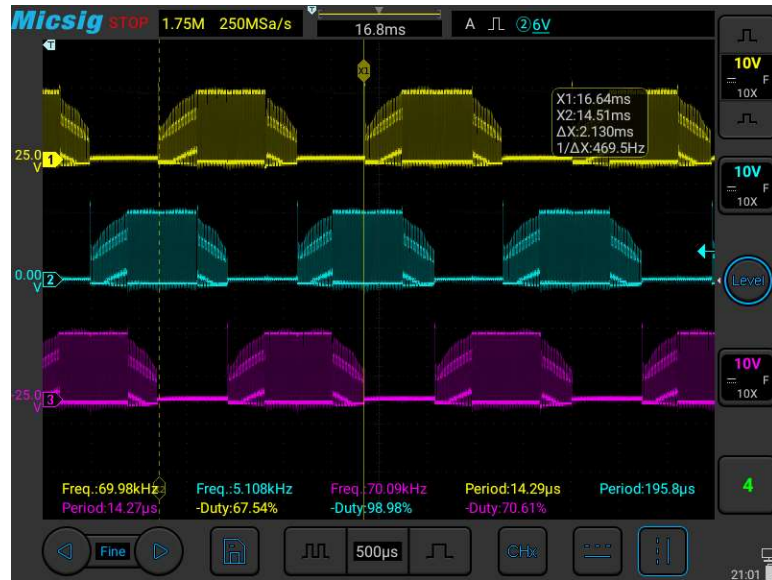 Micsig STOP 1.75M 250MSa/s T 16.8ms A ②6V
T
X1
10V
F
10X
X1:16.64ms
X2:14.51ms
ΔX:2.130ms
1/ΔX:469.5Hz
25.0
V
1
10V
F
10X
0.00
V
2
Level
10V
F
10X
-25.0
V
3
Freq.:69.98kHz Freq.:5.108kHz Freq.:70.09kHz Period:14.29µs Period:195.8µs
Period:14.27µs -Duty:67.54% -Duty:98.98% -Duty:70.61%
X2
4
Fine 500µs CHx
21:01